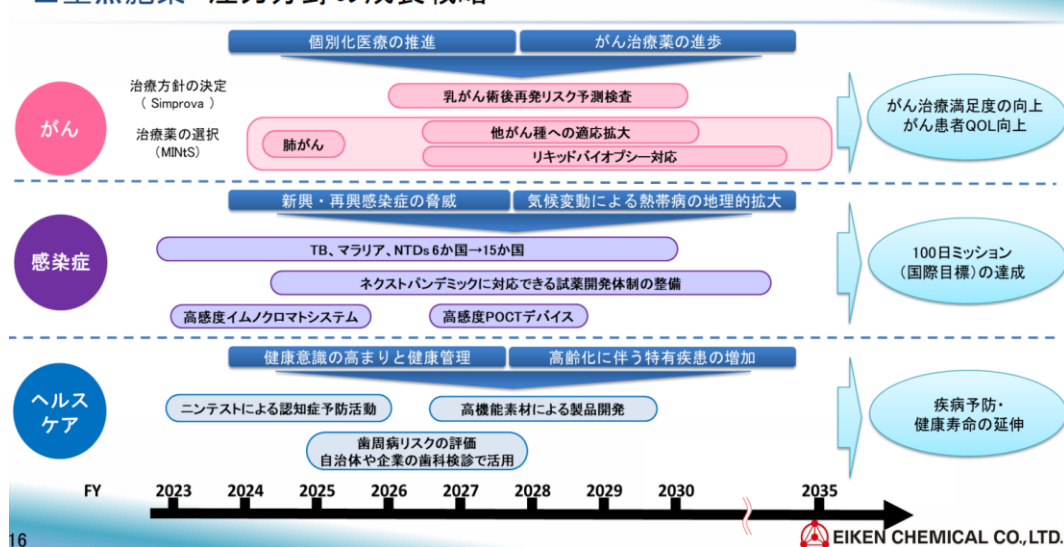 個別化医療の推進
がん治療薬の進歩
がん
治療方針の決定
( Simprova )
乳がん術後再発リスク予測検査
治療薬の選択
(MINtS)
肺がん
他がん種への適応拡大
リキッドバイオプシー対応
がん治療満足度の向上
がん患者QOL向上
新興・再興感染症の脅威
気候変動による熱帯病の地理的拡大
感染症
TB、マラリア、NTDs 6か国→15か国
ネクストパンデミックに対応できる試薬開発体制の整備
高感度イムノクロマトシステム
高感度POCTデバイス
100日ミッション
(国際目標)の達成
健康意識の高まりと健康管理
高齢化に伴う特有疾患の増加
ヘルス
ケア
ニンテストによる認知症予防活動
高機能素材による製品開発
歯周病リスクの評価
自治体や企業の歯科検診で活用
疾病予防・
健康寿命の延伸
FY 2023 2024 2025 2026 2027 2028 2029 2030 2035
16
EIKEN CHEMICAL CO.,LTD